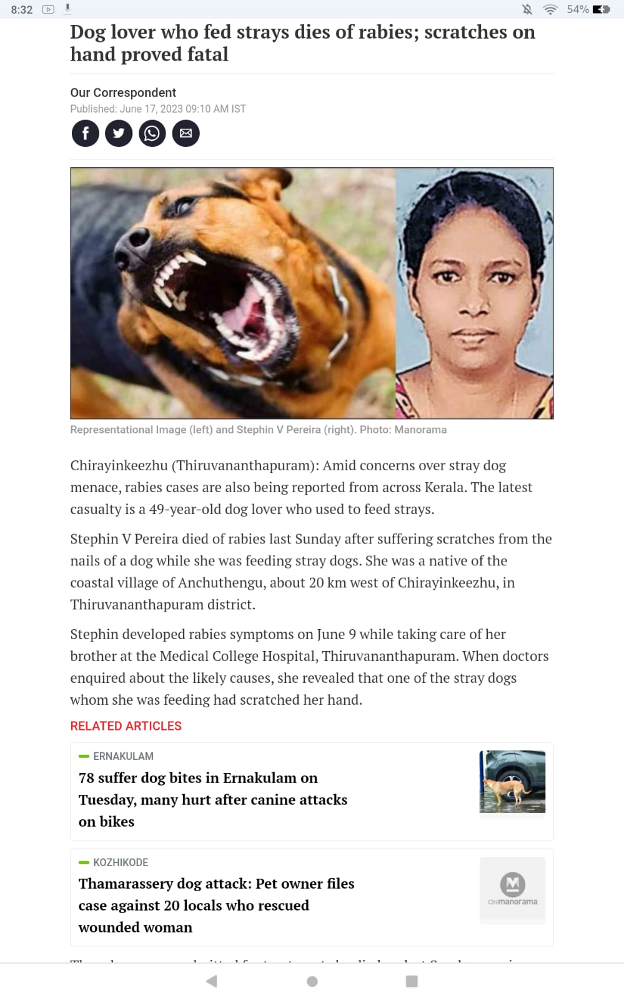 8:32
54%
Dog lover who fed strays dies of rabies; scratches on
hand proved fatal
Our Correspondent
Published: June 17, 2023 09:10 AM IST
Representational Image (left) and Stephin V Pereira (right). Photo: Manorama
Chirayinkeezhu (Thiruvananthapuram): Amid concerns over stray dog
menace, rabies cases are also being reported from across Kerala. The latest
casualty is a 49-year-old dog lover who used to feed strays.
Stephin V Pereira died of rabies last Sunday after suffering scratches from the
nails of a dog while she was feeding stray dogs. She was a native of the
coastal village of Anchuthengu, about 20 km west of Chirayinkeezhu, in
Thiruvananthapuram district.
Stephin developed rabies symptoms on June 9 while taking care of her
brother at the Medical College Hospital, Thiruvananthapuram. When doctors
enquired about the likely causes, she revealed that one of the stray dogs
whom she was feeding had scratched her hand.
RELATED ARTICLES
ERNAKULAM
78 suffer dog bites in Ernakulam on
Tuesday, many hurt after canine attacks
on bikes
KOZHIKODE
Thamarassery dog attack: Pet owner files
case against 20 locals who rescued
wounded woman
M
ONmanorama